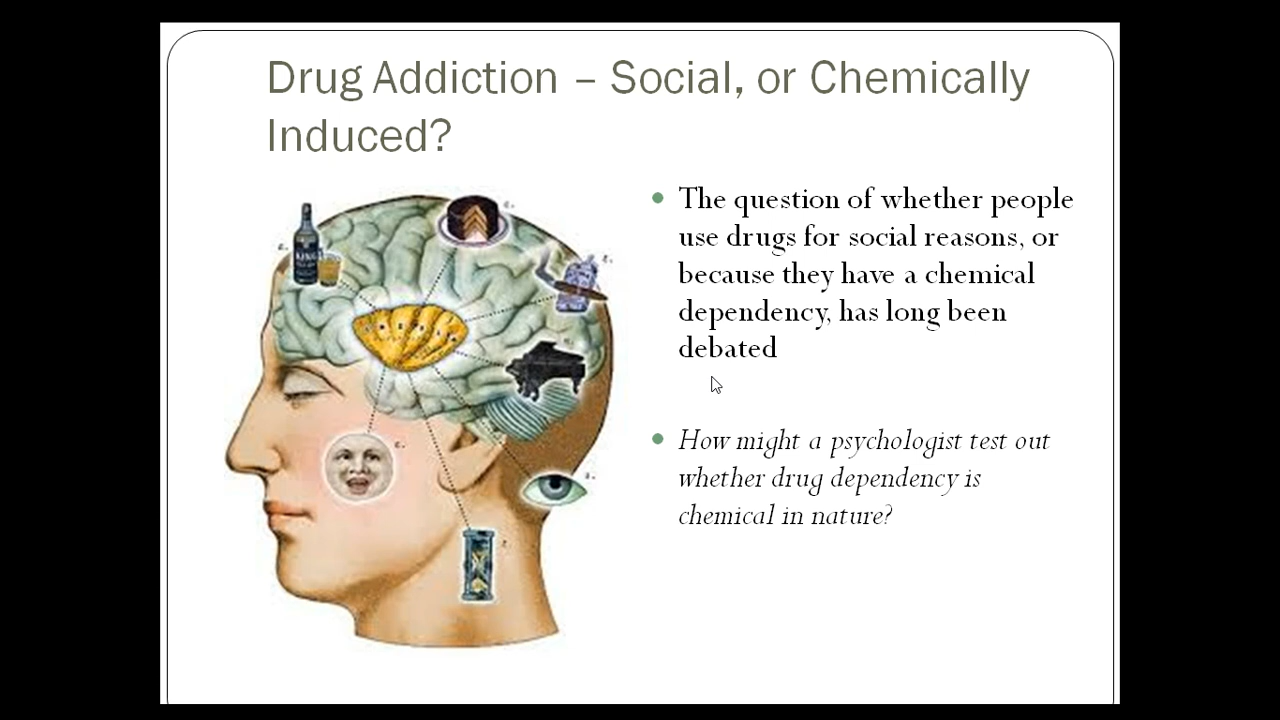 Drug Addiction – Social, or Chemically
Induced?
The question of whether people
use drugs for social reasons, or
because they have a chemical
dependency, has long been
debated
How might a psychologist test out
whether drug dependency is
chemical in nature?